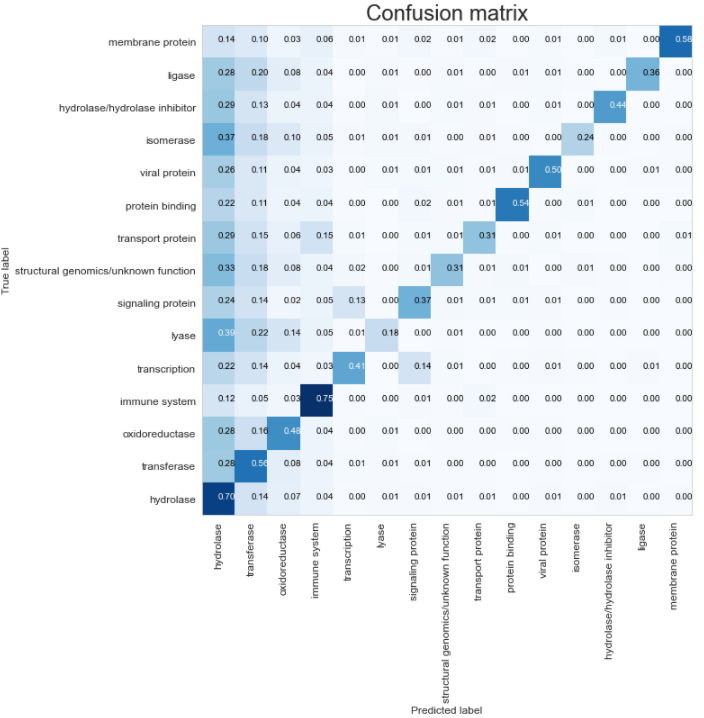 Confusion matrix
membrane protein 0.14 0.10 0.03 0.06 0.01 0.01 0.02 0.01 0.02 0.00 0.01 0.00 0.01 0.00 0.58
ligase 0.28 0.20 0.08 0.04 0.00 0.01 0.00 0.01 0.00 0.01 0.01 0.00 0.00 0.36 0.00
hydrolase/hydrolase inhibitor 0.29 0.13 0.04 0.04 0.00 0.00 0.01 0.01 0.00 0.01 0.01 0.00 0.44 0.00 0.00
isomerase 0.37 0.18 0.10 0.05 0.01 0.01 0.01 0.00 0.01 0.00 0.01 0.24 0.00 0.00 0.00
viral protein 0.26 0.11 0.04 0.03 0.00 0.01 0.01 0.01 0.01 0.01 0.50 0.00 0.00 0.01 0.00
protein binding 0.22 0.11 0.04 0.04 0.00 0.00 0.02 0.01 0.01 0.54 0.00 0.01 0.00 0.00 0.00
transport protein 0.29 0.15 0.06 0.15 0.01 0.00 0.01 0.01 0.31 0.00 0.01 0.00 0.00 0.00 0.01
structural genomics/unknown function 0.33 0.18 0.08 0.04 0.02 0.00 0.01 0.31 0.01 0.01 0.00 0.01 0.00 0.00 0.00
signaling protein 0.24 0.14 0.02 0.05 0.13 0.00 0.37 0.01 0.01 0.01 0.01 0.00 0.00 0.00 0.00
lyase 0.39 0.22 0.14 0.05 0.01 0.18 0.00 0.01 0.00 0.00 0.00 0.00 0.00 0.00 0.00
transcription 0.22 0.14 0.04 0.03 0.41 0.00 0.14 0.01 0.00 0.00 0.01 0.00 0.00 0.01 0.00
immune system 0.12 0.05 0.03 0.75 0.00 0.00 0.01 0.00 0.02 0.00 0.00 0.00 0.00 0.00 0.00
oxidoreductase 0.28 0.16 0.48 0.04 0.00 0.01 0.00 0.01 0.00 0.00 0.00 0.00 0.00 0.00 0.00
transferase 0.28 0.56 0.08 0.04 0.01 0.01 0.00 0.01 0.00 0.00 0.00 0.00 0.00 0.00 0.00
hydrolase 0.70 0.14 0.07 0.04 0.00 0.01 0.01 0.01 0.01 0.00 0.01 0.00 0.01 0.00 0.00
True label
hydrolase
transferase
oxidoreductase
immune system
transcription
lyase
signaling protein
structural genomics/unknown function
transport protein
protein binding
viral protein
isomerase
hydrolase/hydrolase inhibitor
ligase
membrane protein
Predicted label